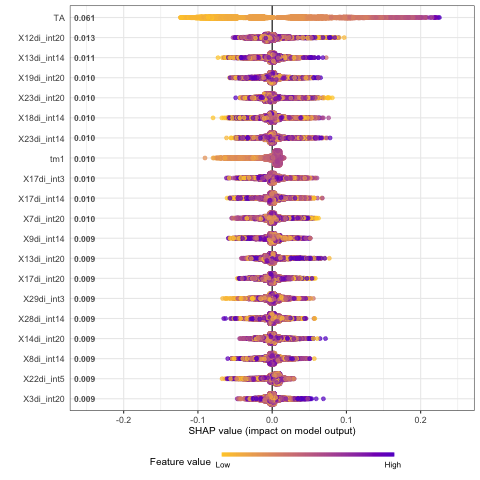 TA 0.061
X12di_int20 0.013
X13di_int14 0.011
X19di_int20 0.010
X23di_int20 0.010
X18di_int14 0.010
X23di_int14 0.010
tm1 0.010
X17di_int3 0.010
X17di_int14 0.010
X7di_int20 0.010
X9di_int14 0.009
X13di_int20 0.009
X17di_int20 0.009
X29di_int3 0.009
X28di_int14 0.009
X14di_int20 0.009
X8di_int14 0.009
X22di_int5 0.009
X3di_int20 0.009
-0.2 -0.1 0.0 0.1 0.2
SHAP value (impact on model output)
Feature value
Low High